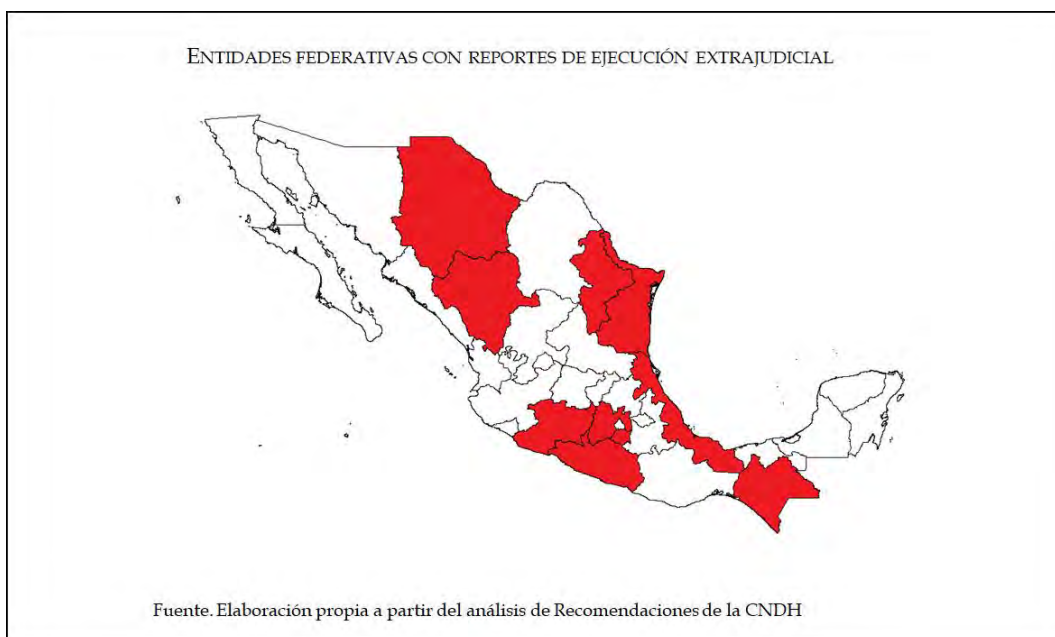 ENTIDADES FEDERATIVAS CON REPORTES DE EJECUCIÓN EXTRAJUDICIAL
Fuente. Elaboración propia a partir del análisis de Recomendaciones de la CNDH